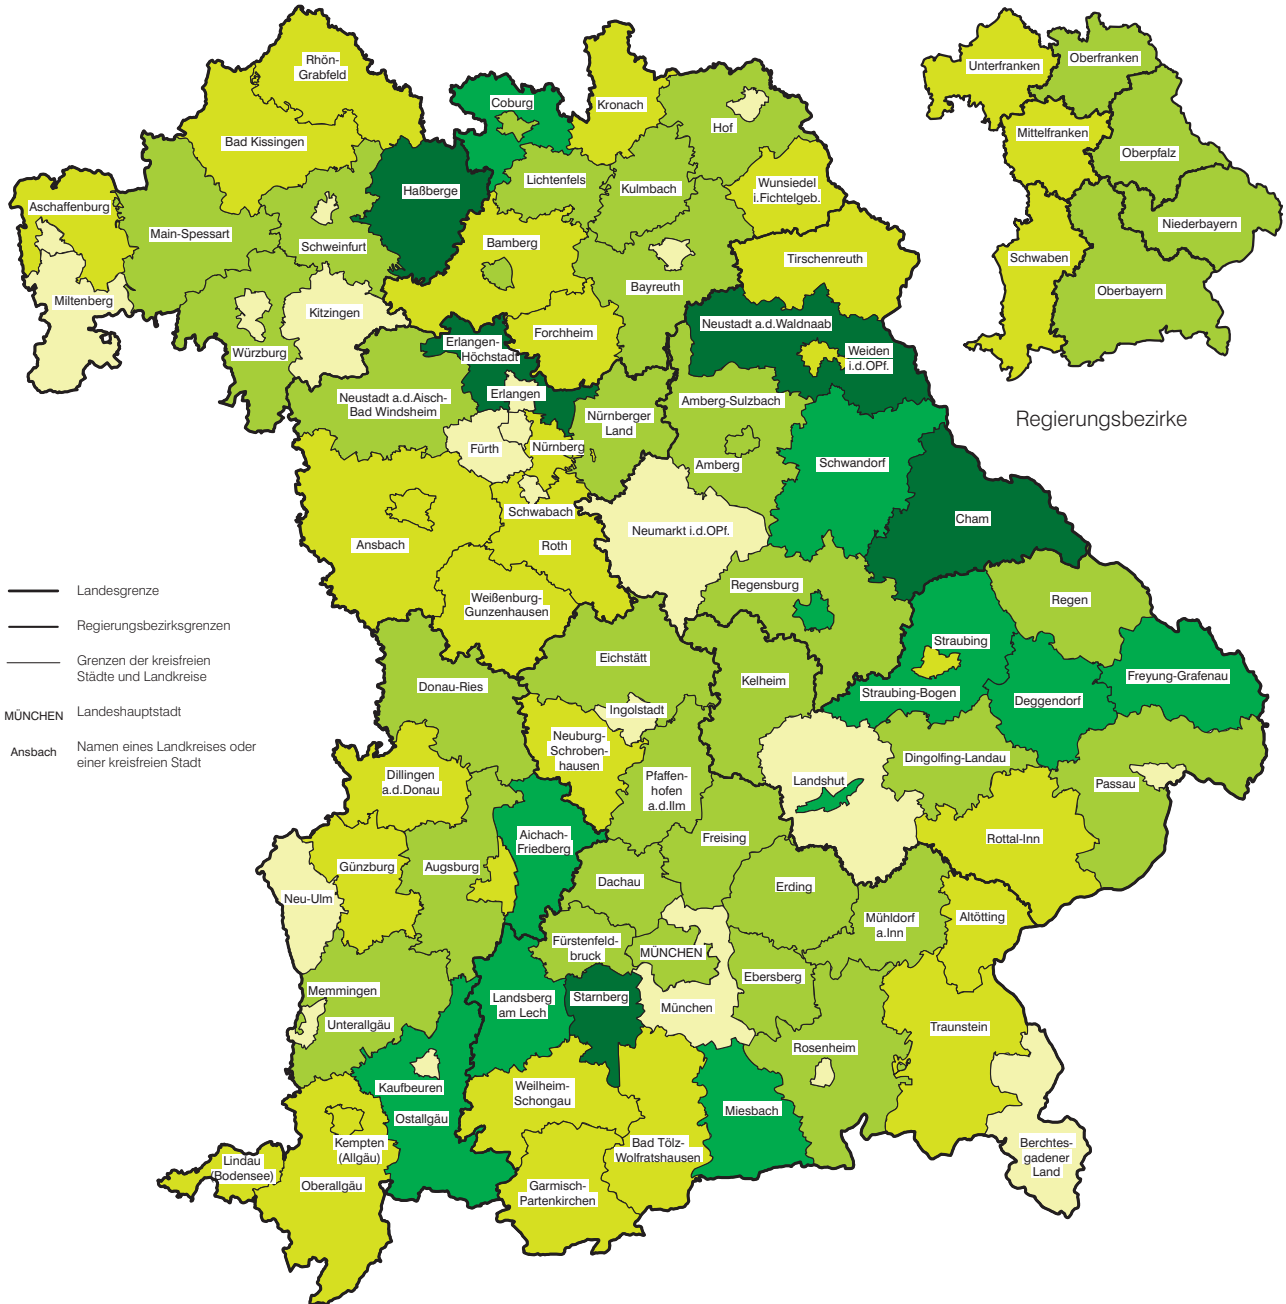 Rhön-
Grabfeld
Coburg
Kronach
Hof
Bad Kissingen
Haßberge
Lichtenfels
Kulmbach
Wunsiedel
i.Fichtelgeb.
Aschaffenburg
Main-Spessart
Schweinfurt
Bamberg
Bayreuth
Tirschenreuth
Miltenberg
Kitzingen
Würzburg
Forchheim
Erlangen-
Höchstadt
Neustadt a.d.Waldnaab
Weiden
i.d.OPf.
Neustadt a.d.Aisch-
Bad Windsheim
Erlangen
Nürnberger
Land
Amberg-Sulzbach
Fürth
Nürnberg
Amberg
Schwandorf
Schwabach
Ansbach
Roth
Neumarkt i.d.OPf.
Cham
Weißenburg-
Gunzenhausen
Regensburg
Regen
Eichstätt
Straubing
Donau-Ries
Kelheim
Straubing-Bogen
Deggendorf
Freyung-Grafenau
Ingolstadt
Neuburg-
Schroben-
hausen
Dillingen
a.d.Donau
Pfaffen-
hofen
a.d.Ilm
Landshut
Dingolfing-Landau
Passau
Aichach-
Friedberg
Freising
Rottal-Inn
Günzburg
Augsburg
Dachau
Erding
Neu-Ulm
Mühldorf
a.Inn
Altötting
Fürstenfeld-
bruck
MÜNCHEN
Ebersberg
Memmingen
Unterallgäu
Landsberg
am Lech
Starnberg
München
Traunstein
Rosenheim
Kaufbeuren
Ostallgäu
Weilheim-
Schongau
Miesbach
Kempten
(Allgäu)
Bad Tölz-
Wolfratshausen
Berchtes-
gadener
Land
Lindau
(Bodensee)
Oberallgäu
Garmisch-
Partenkirchen
Unterfranken
Oberfranken
Mittelfranken
Oberpfalz
Niederbayern
Schwaben
Oberbayern
Regierungsbezirke
Landesgrenze
Regierungsbezirksgrenzen
Grenzen der kreisfreien
Städte und Landkreise
MÜNCHEN Landeshauptstadt
Ansbach Namen eines Landkreises oder
einer kreisfreien Stadt